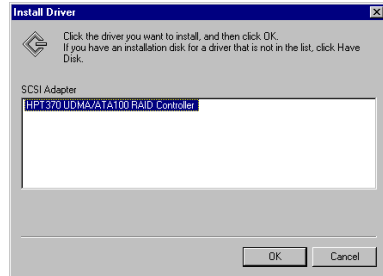 Install Driver
Click the driver you want to install, and then click OK.
If you have an installation disk for a driver that is not in the list, click Have
Disk.
SCSI Adapter
HPT370 UDMA/ATA100 RAID Controller
OK
Cancel